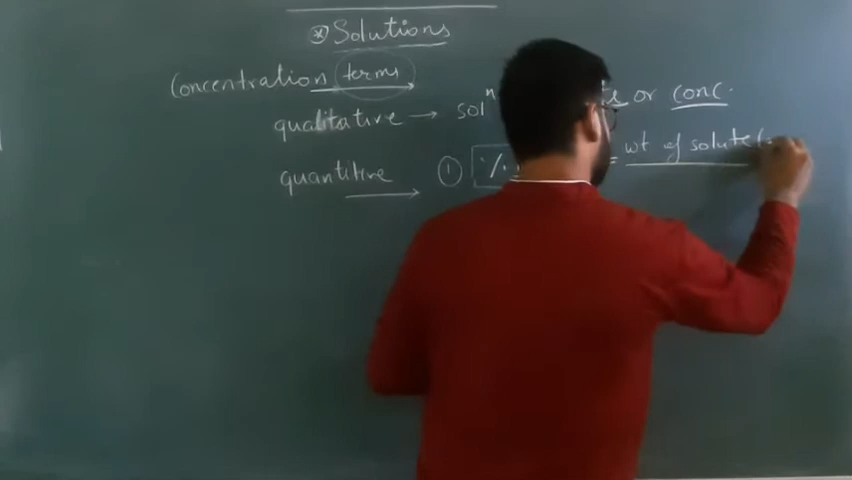 * Solutions
Concentration terms →
qualitative → solⁿ or conc.
quantitive → ① % = wt of solute (